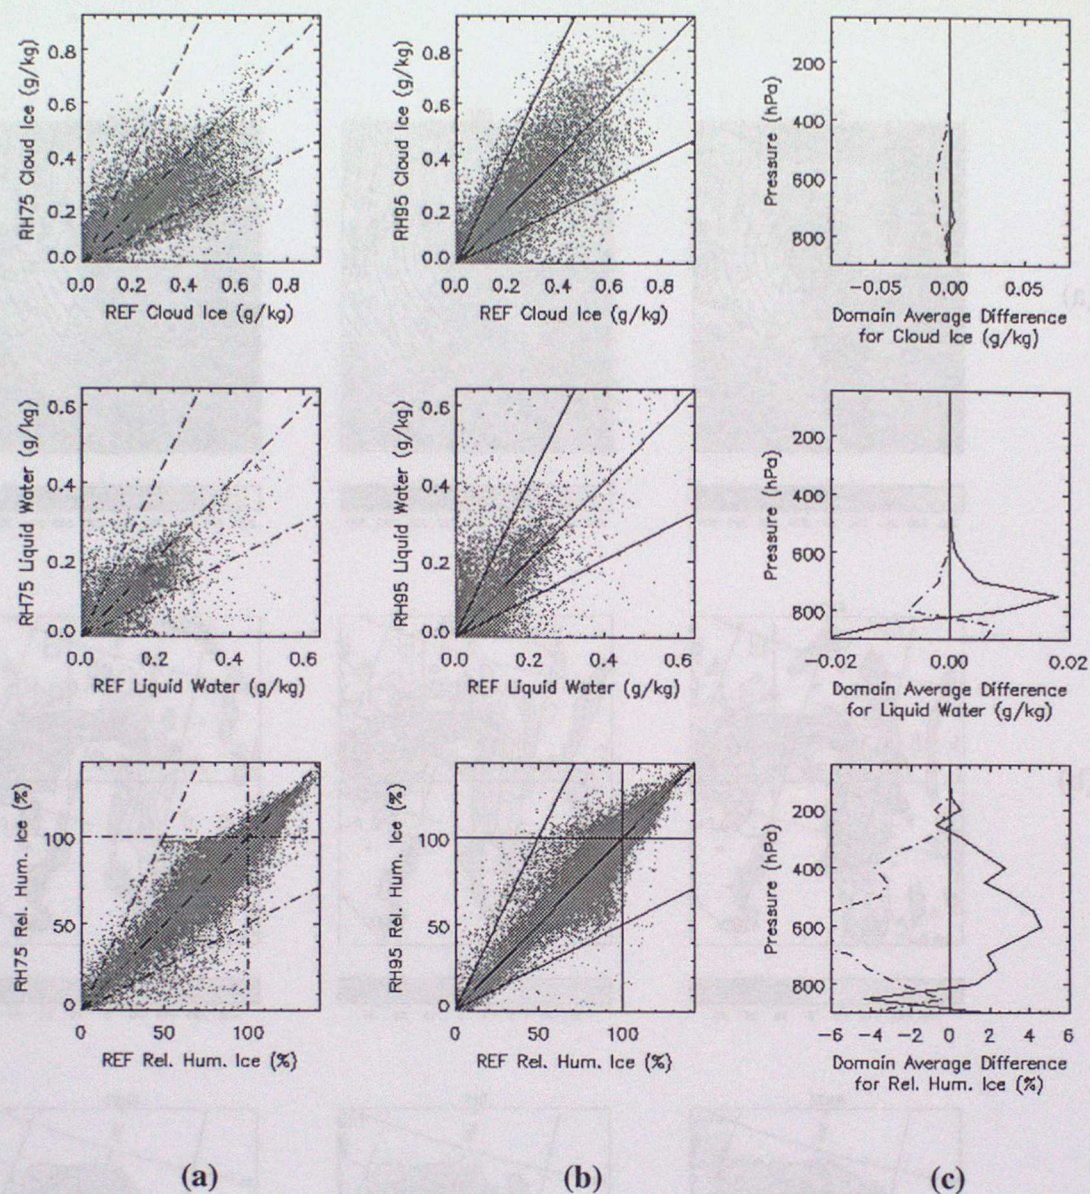 RH75 Cloud Ice (g/kg)
0.8
0.6
0.4
0.2
0.0
0.0 0.2 0.4 0.6 0.8
REF Cloud Ice (g/kg)
RH95 Cloud Ice (g/kg)
0.8
0.6
0.4
0.2
0.0
0.0 0.2 0.4 0.6 0.8
REF Cloud Ice (g/kg)
Pressure (hPa)
200
400
600
800
−0.05 0.00 0.05
Domain Average Difference
for Cloud Ice (g/kg)
RH75 Liquid Water (g/kg)
0.6
0.4
0.2
0.0
0.0 0.2 0.4 0.6
REF Liquid Water (g/kg)
RH95 Liquid Water (g/kg)
0.6
0.4
0.2
0.0
0.0 0.2 0.4 0.6
REF Liquid Water (g/kg)
Pressure (hPa)
200
400
600
800
−0.02 0.00 0.02
Domain Average Difference
for Liquid Water (g/kg)
RH75 Rel. Hum. Ice (%)
100
50
0
0 50 100
REF Rel. Hum. Ice (%)
RH95 Rel. Hum. Ice (%)
100
50
0
0 50 100
REF Rel. Hum. Ice (%)
Pressure (hPa)
200
400
600
800
−6 −4 −2 0 2 4 6
Domain Average Difference
for Rel. Hum. Ice (%)
(a) (b) (c)